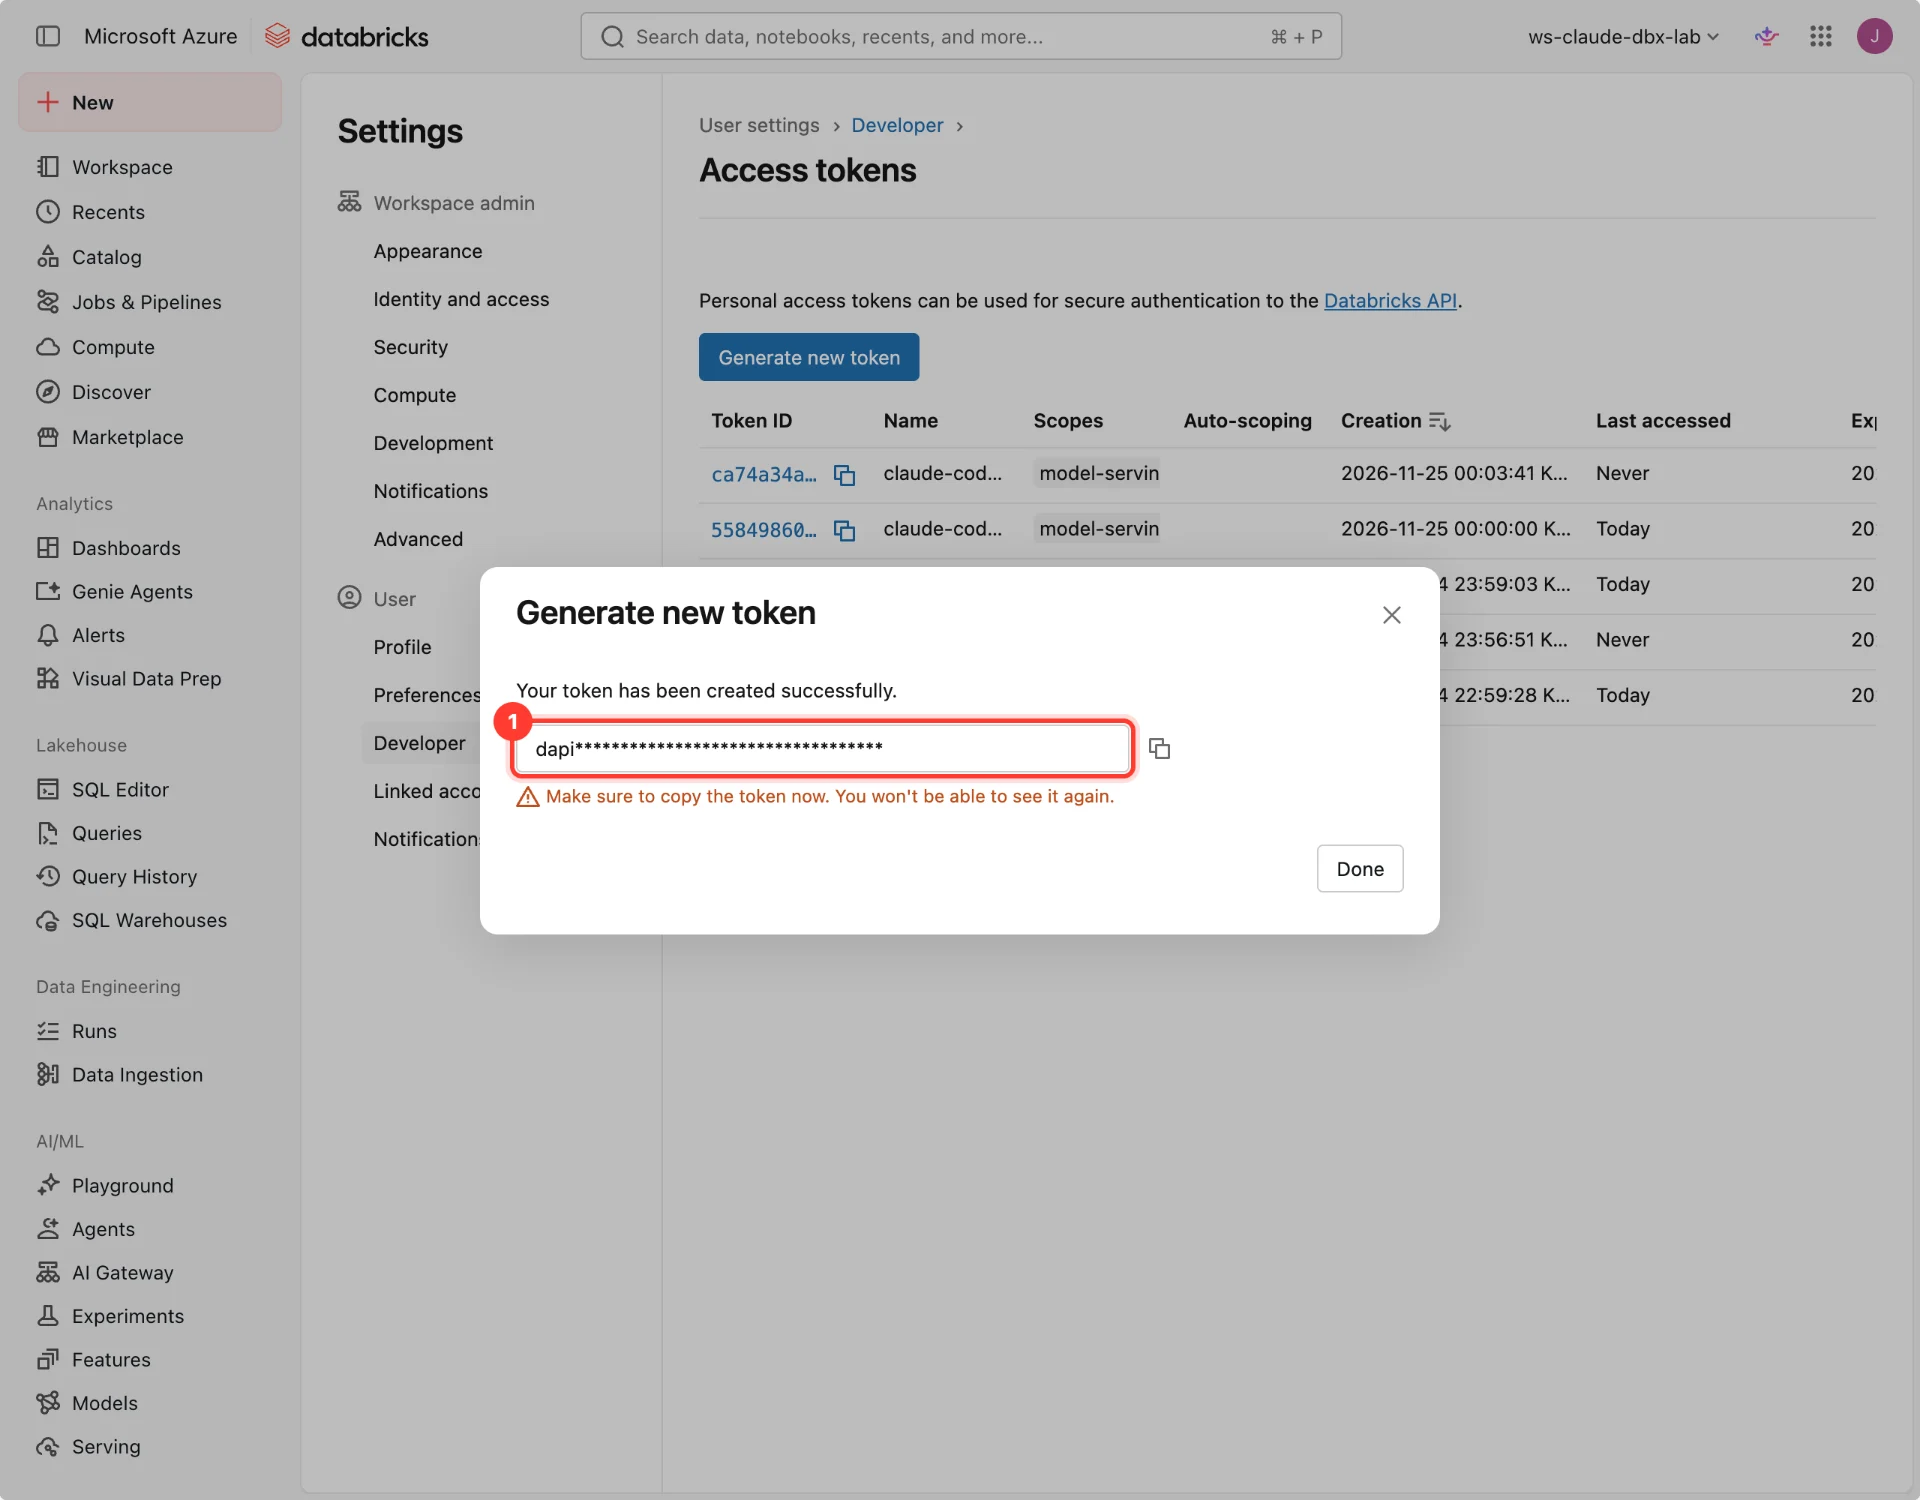 Microsoft Azure
databricks
Search data, notebooks, recents, and more...
⌘ + P
ws-claude-dbx-lab
J
New
Workspace
Recents
Catalog
Jobs & Pipelines
Compute
Discover
Marketplace
Analytics
Dashboards
Genie Agents
Alerts
Visual Data Prep
Lakehouse
SQL Editor
Queries
Query History
SQL Warehouses
Data Engineering
Runs
Data Ingestion
AI/ML
Playground
Agents
AI Gateway
Experiments
Features
Models
Serving
Settings
Workspace admin
Appearance
Identity and access
Security
Compute
Development
Notifications
Advanced
User
Profile
Preferences
Developer
Linked acco
Notifications
User settings › Developer ›
Access tokens
Personal access tokens can be used for secure authentication to the Databricks API.
Generate new token
Token ID Name Scopes Auto-scoping Creation Last accessed Exp
ca74a34a… claude-cod... model-servin 2026-11-25 00:03:41 K... Never 20
55849860… claude-cod... model-servin 2026-11-25 00:00:00 K... Today 20
4 23:59:03 K... Today 20
4 23:56:51 K... Never 20
4 22:59:28 K... Today 20
Generate new token
Your token has been created successfully.
1
dapi**********************************
Make sure to copy the token now. You won't be able to see it again.
Done